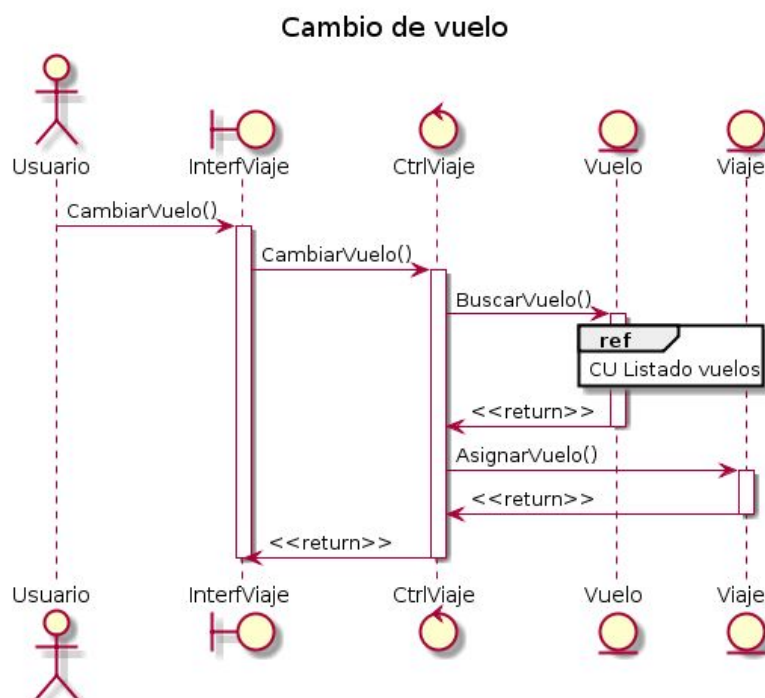 Cambio de vuelo
Usuario InterfViaje CtrlViaje Vuelo Viaje
CambiarVuelo()
CambiarVuelo()
BuscarVuelo()
ref
CU Listado vuelos
<<return>>
AsignarVuelo()
<<return>>
<<return>>
Usuario InterfViaje CtrlViaje Vuelo Viaje